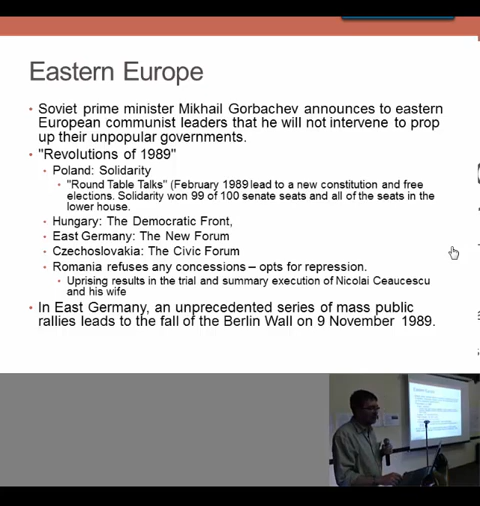 Eastern Europe
• Soviet prime minister Mikhail Gorbachev announces to eastern
European communist leaders that he will not intervene to prop
up their unpopular governments.
• "Revolutions of 1989"
• Poland: Solidarity
• "Round Table Talks" (February 1989 lead to a new constitution and free
elections. Solidarity won 99 of 100 senate seats and all of the seats in the
lower house.
• Hungary: The Democratic Front,
• East Germany: The New Forum
• Czechoslovakia: The Civic Forum
• Romania refuses any concessions – opts for repression.
• Uprising results in the trial and summary execution of Nicolai Ceaucescu
and his wife
• In East Germany, an unprecedented series of mass public
rallies leads to the fall of the Berlin Wall on 9 November 1989.
Eastern Europe